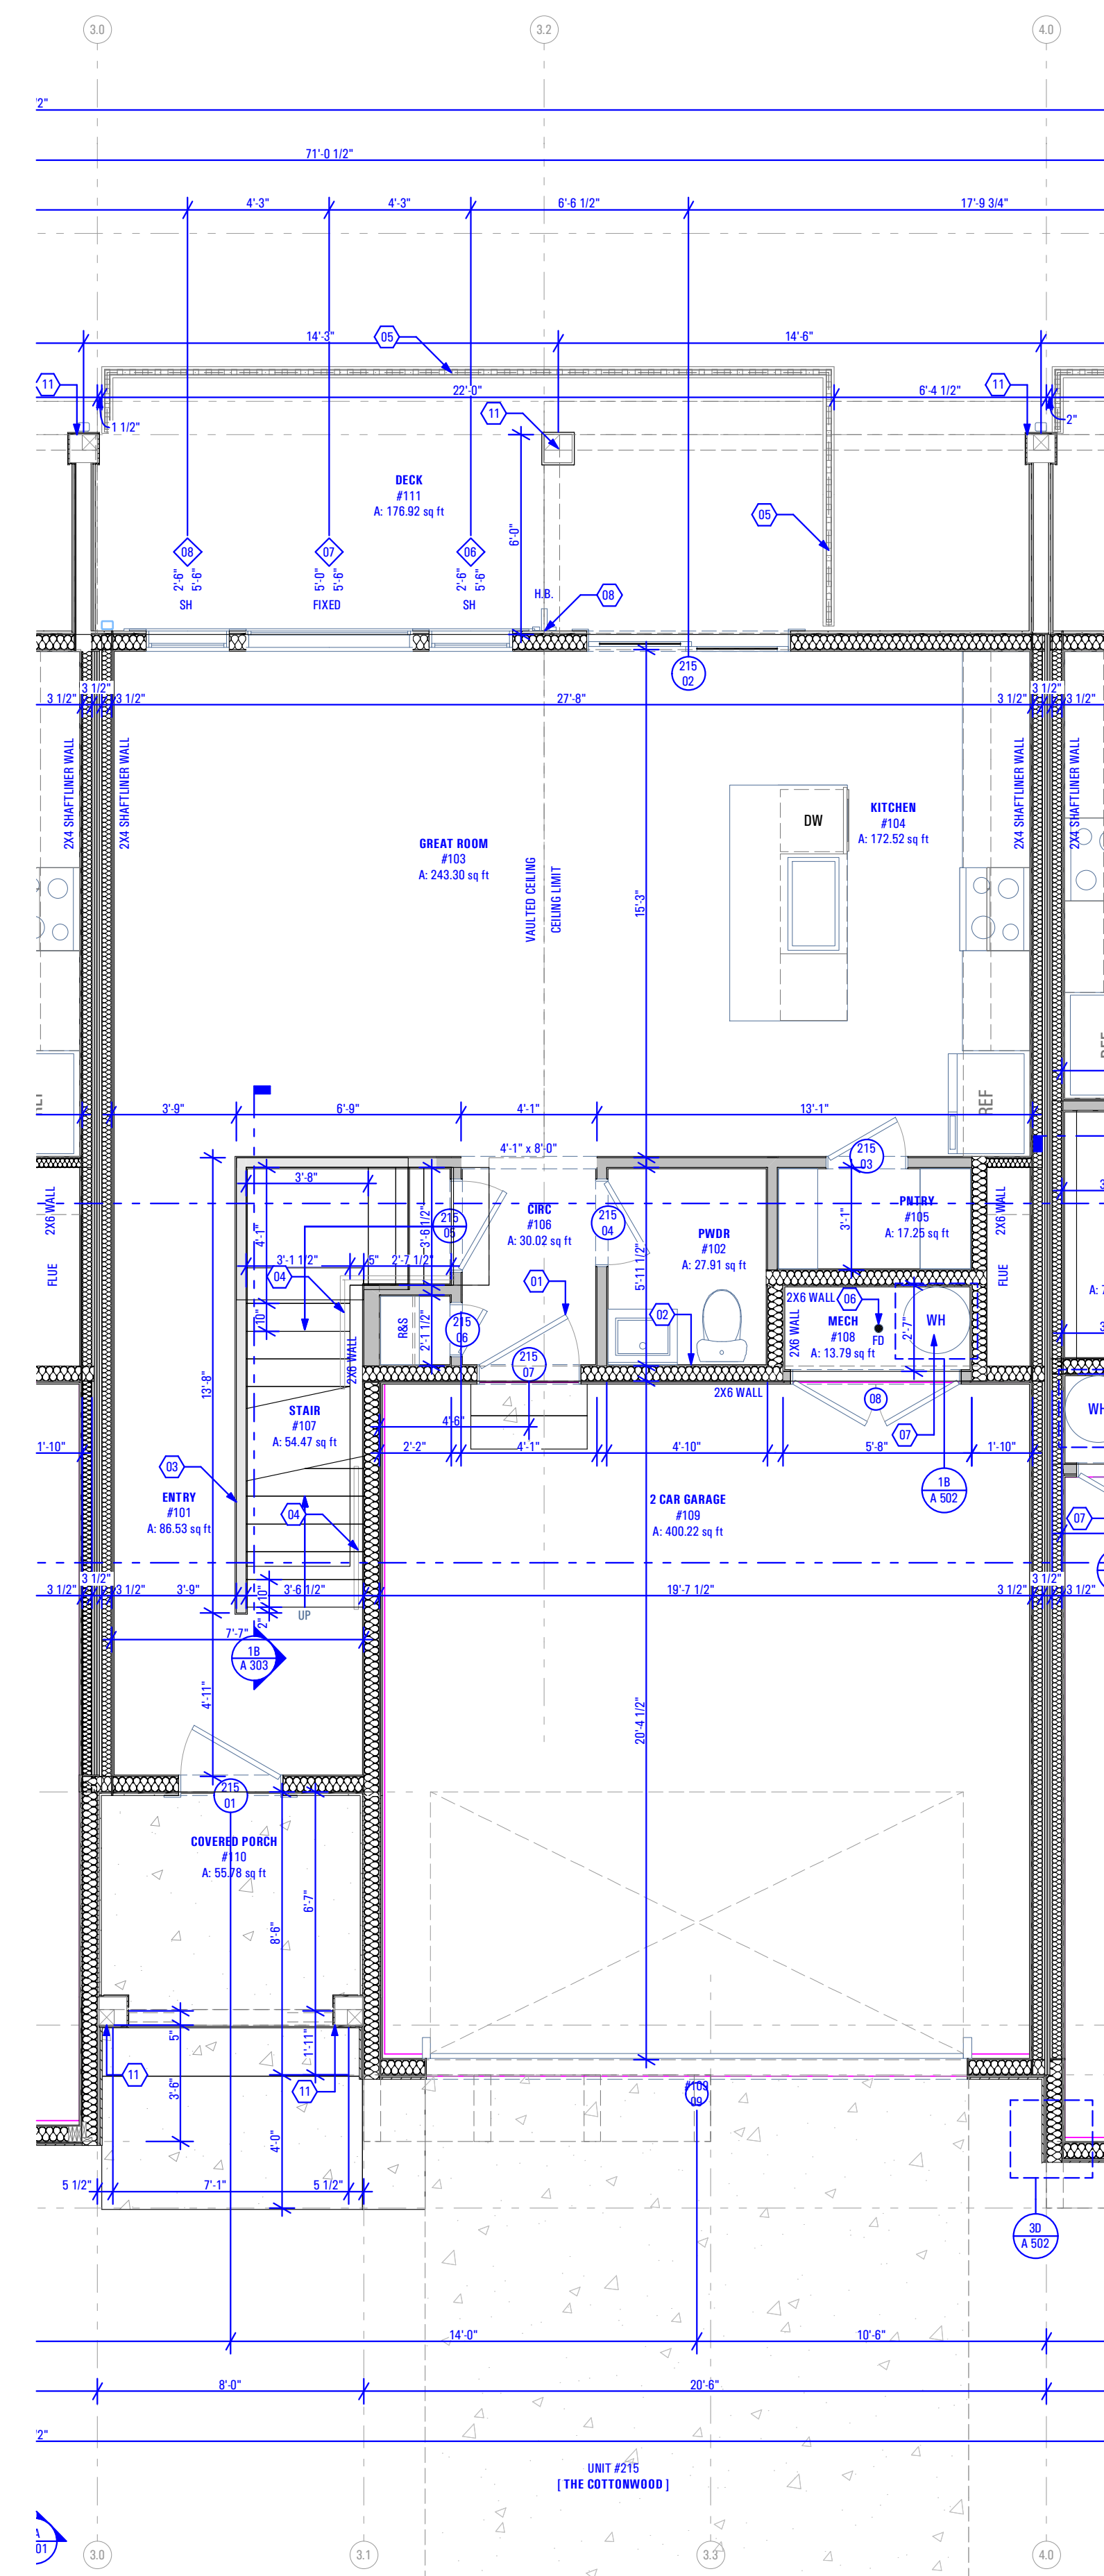 3.0
3.2
4.0
/2"
71'-0 1/2"
4'-3"
4'-3"
6'-6 1/2"
17'-9 3/4"
14'-3"
05
14'-6"
11
22'-0"
11
6'-4 1/2"
11
1 1/2"
2"
DECK
#111
A: 176.92 sq ft
05
6'-0"
08
07
06
2'-6"
5'-6"
5'-0"
5'-6"
2'-6"
5'-6"
SH
FIXED
SH
H.B.
08
215
02
3 1/2"
3 1/2"
3 1/2"
27'-8"
3 1/2"
3 1/2"
3 1/2"
2X4 SHAFTLINER WALL
2X4 SHAFTLINER WALL
2X4 SHAFTLINER WALL
2X4 SHAFTLINER WALL
DW
KITCHEN
#104
A: 172.52 sq ft
GREAT ROOM
#103
A: 243.30 sq ft
VAULTED CEILING
CEILING LIMIT
15'-3"
REF
3'-9"
6'-9"
4'-1"
13'-1"
4'-1" x 8'-0"
215
03
3'-8"
2X6 WALL
FLUE
4'-1"
3'-6 1/2"
215
05
CIRC
#106
A: 30.02 sq ft
215
04
PWDR
#102
A: 27.91 sq ft
3'-1"
PNTRY
#105
A: 17.25 sq ft
2X6 WALL
FLUE
5'-11 1/2"
3'-1 1/2"
5"
2'-7 1/2"
04
01
10"
R&S
2'-1 1/2"
215
06
02
2X6 WALL
06
2X6 WALL
MECH
#108
A: 13.79 sq ft
FD
2'-7"
WH
2X6 WALL
215
07
13'-8"
2X6 WALL
08
07
WH
STAIR
#107
A: 54.47 sq ft
4'-6"
1'-10"
2'-2"
4'-1"
4'-10"
5'-8"
1'-10"
03
ENTRY
#101
A: 86.53 sq ft
04
2 CAR GARAGE
#109
A: 400.22 sq ft
1B
A 502
07
3 1/2"
3 1/2"
3 1/2"
3'-9"
10"
3'-6 1/2"
19'-7 1/2"
3 1/2"
3 1/2"
3 1/2"
2"
UP
7'-7"
1B
A 303
4'-11"
20'-4 1/2"
215
01
COVERED PORCH
#110
A: 55.78 sq ft
6'-7"
8'-6"
5"
1'-11"
11
3'-6"
11
#109
09
4'-0"
5 1/2"
7'-1"
5 1/2"
3D
A 502
14'-0"
10'-6"
8'-0"
20'-6"
/2"
UNIT #215
[ THE COTTONWOOD ]
A
01
3.0
3.1
3.3
4.0